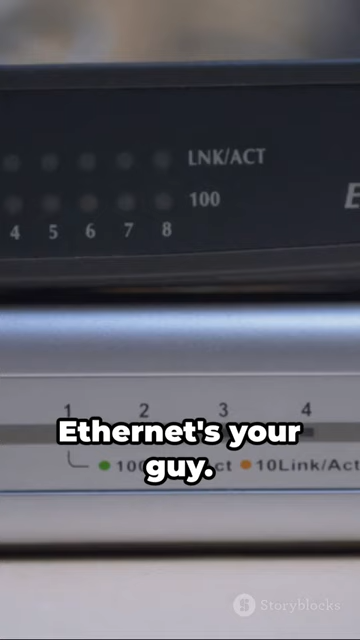 LNK/ACT
100
E
4 5 6 7 8
1 2 3 4
Ethernet's your
guy.
10Link/Act
Storyblocks